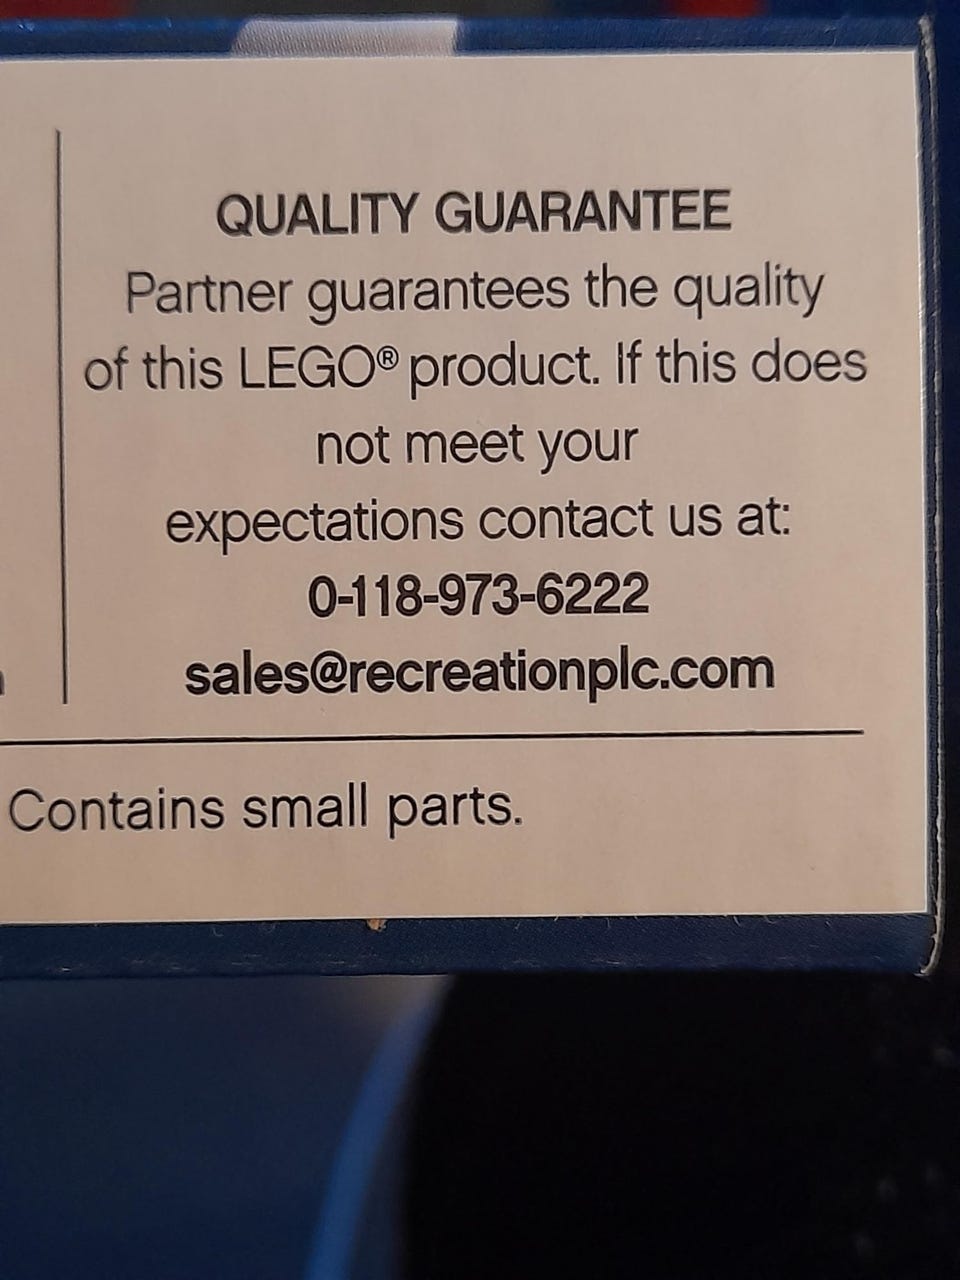 QUALITY GUARANTEE
Partner guarantees the quality
of this LEGO® product. If this does
not meet your
expectations contact us at:
0-118-973-6222
sales@recreationplc.com
Contains small parts.